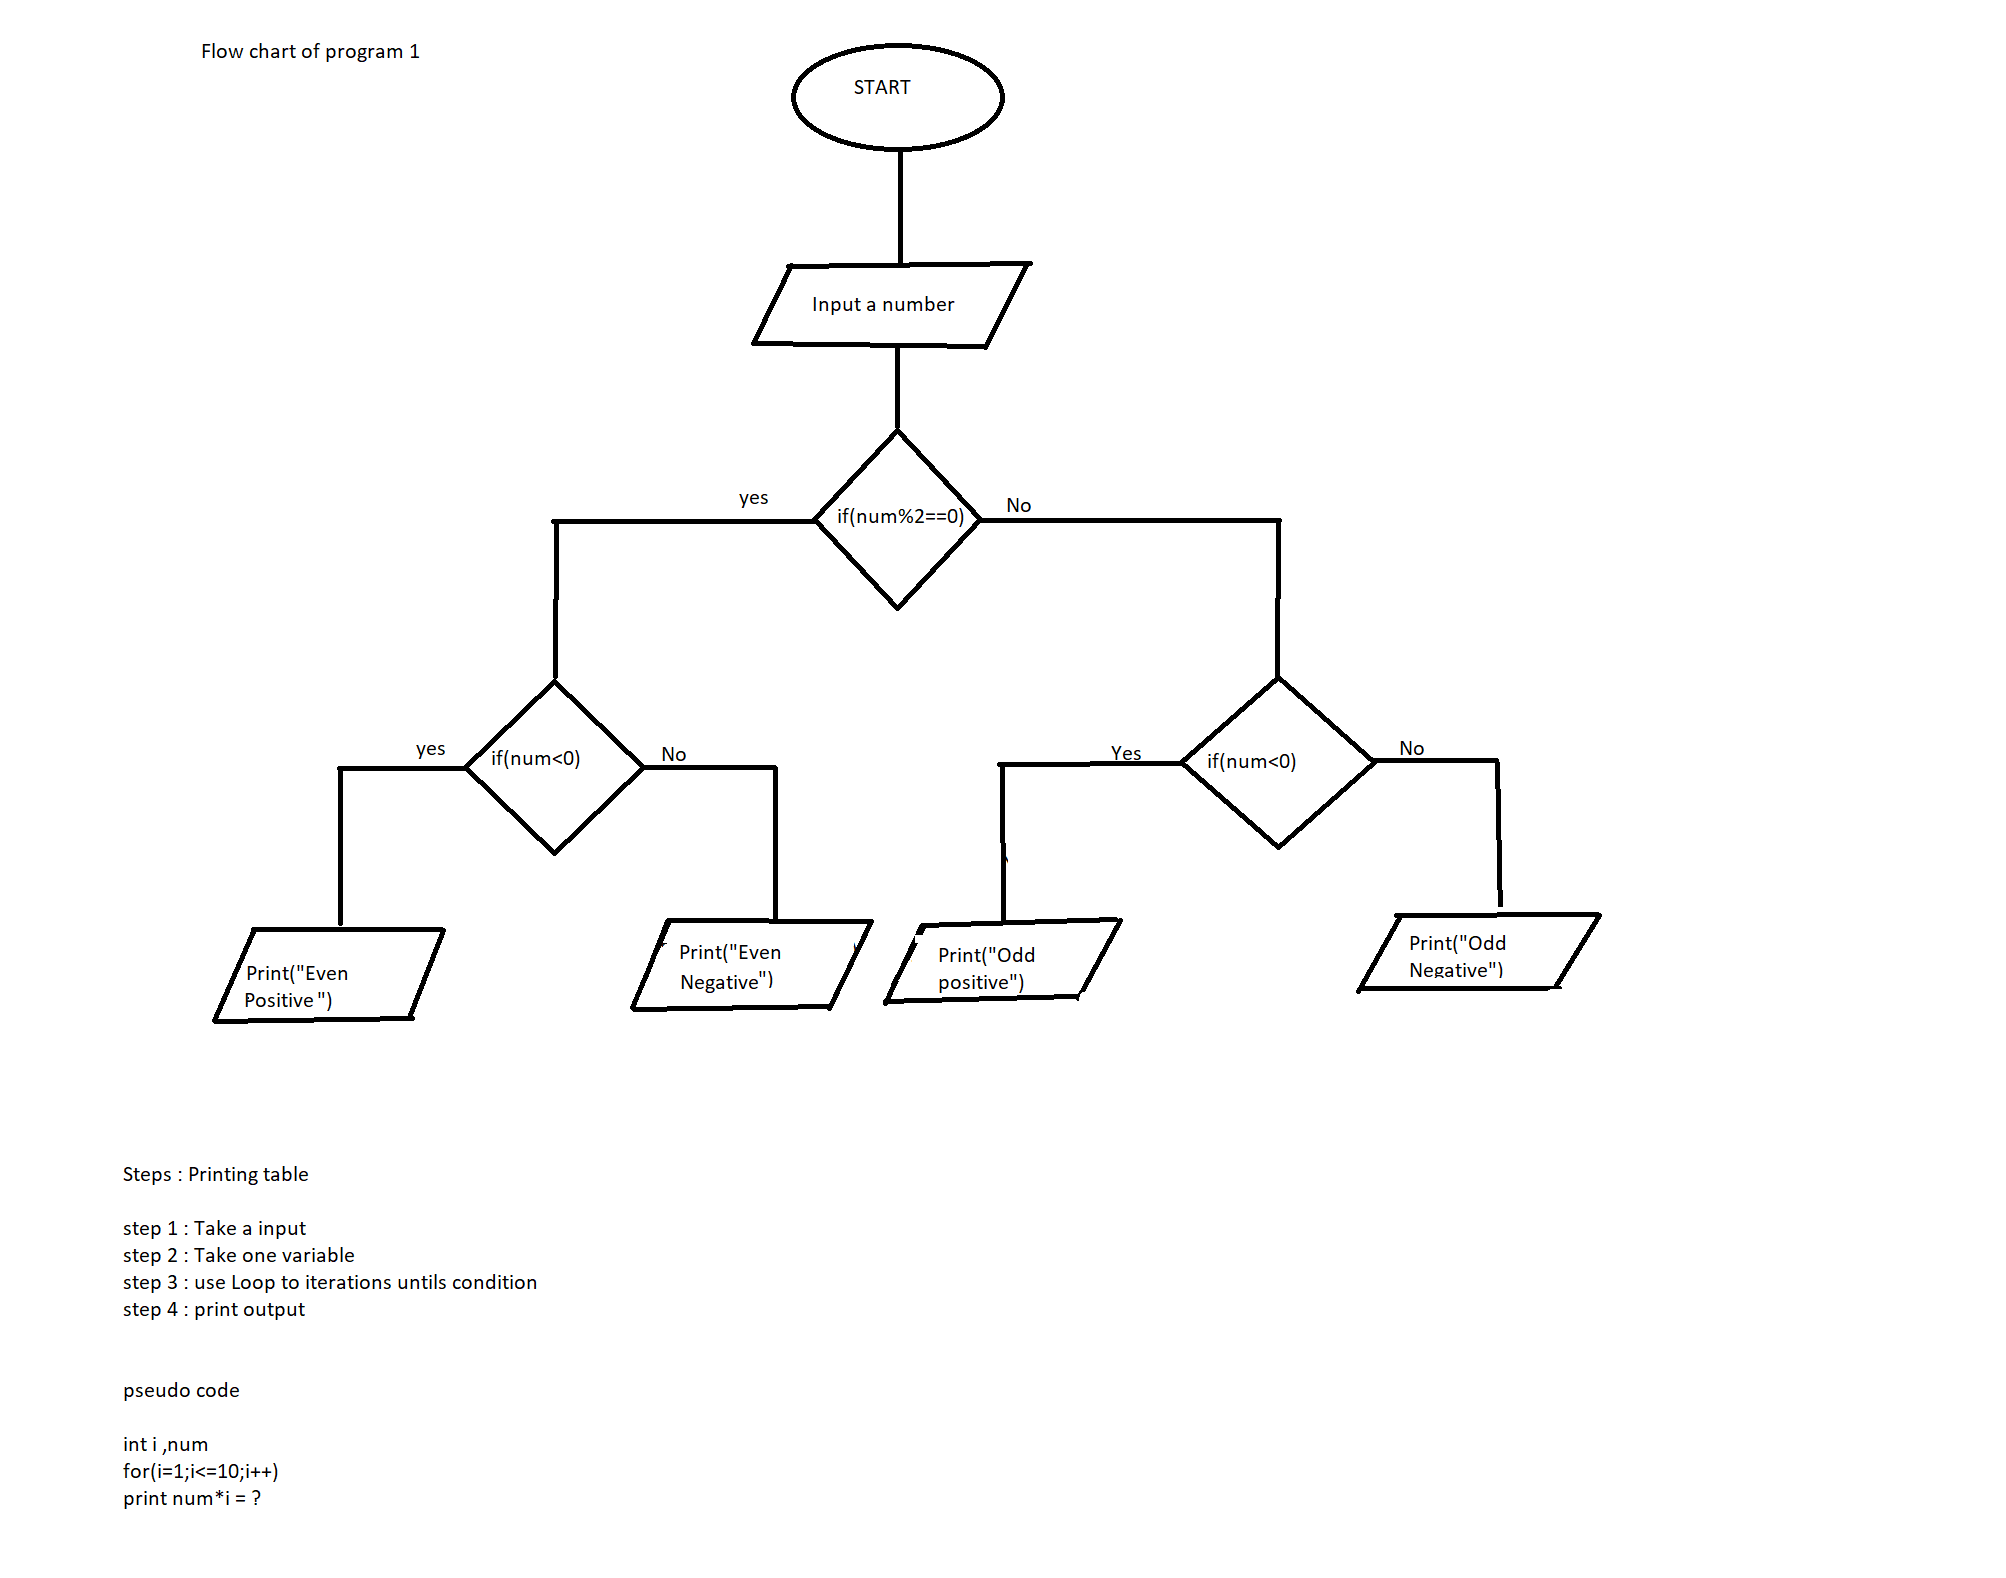 Flow chart of program 1
START
Input a number
if(num%2==0)
yes
No
if(num<0)
yes
No
if(num<0)
Yes
No
Print("Even
Positive")
Print("Even
Negative")
Print("Odd
positive")
Print("Odd
Negative")
Steps : Printing table
step 1 : Take a input
step 2 : Take one variable
step 3 : use Loop to iterations untils condition
step 4 : print output
pseudo code
int i ,num
for(i=1;i<=10;i++)
print num*i = ?